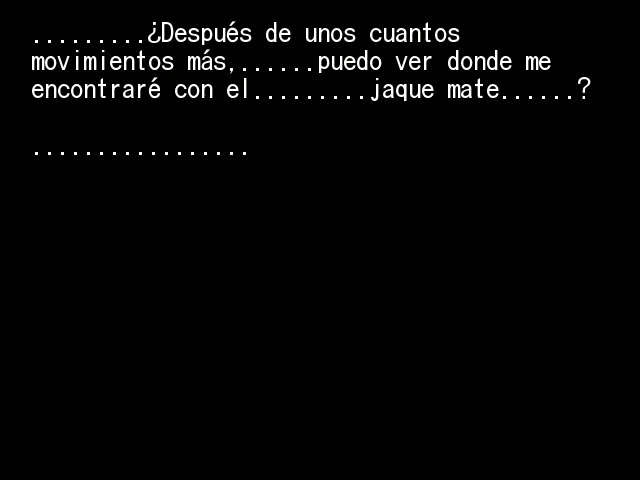 .........¿Después de unos cuantos
movimientos más,.......puedo ver donde me
encontraré con el.........jaque mate......?
.................